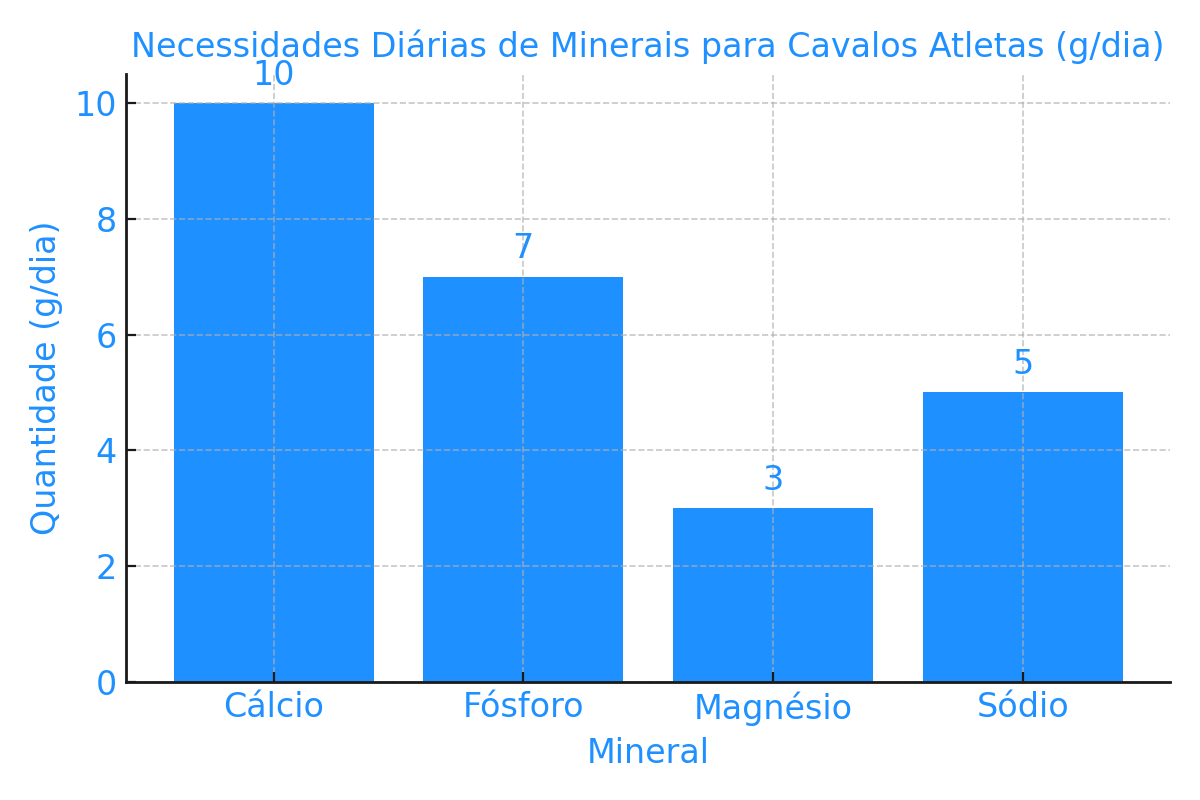 Necessidades Diárias de Minerais para Cavalos Atletas (g/dia)
10
7
3
5
10
8
6
4
2
0
Quantidade (g/dia)
Cálcio Fósforo Magnésio Sódio
Mineral